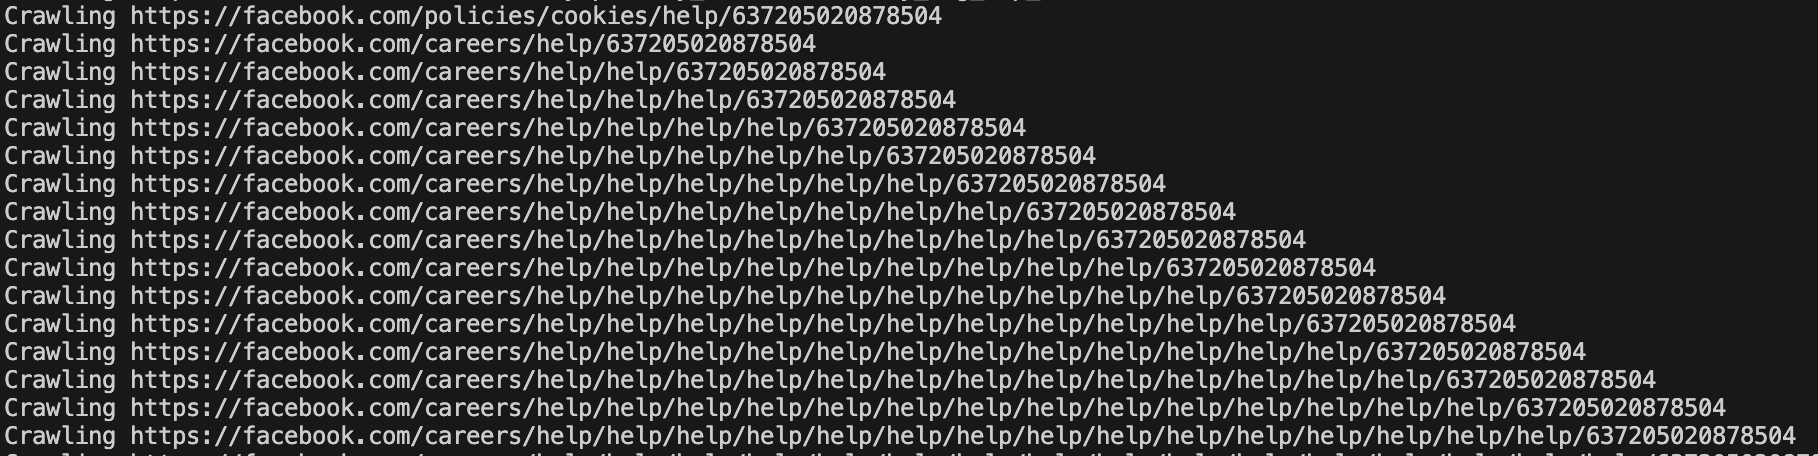 Crawling https://facebook.com/policies/cookies/help/637205020878504
Crawling https://facebook.com/careers/help/637205020878504
Crawling https://facebook.com/careers/help/help/637205020878504
Crawling https://facebook.com/careers/help/help/help/637205020878504
Crawling https://facebook.com/careers/help/help/help/help/637205020878504
Crawling https://facebook.com/careers/help/help/help/help/help/637205020878504
Crawling https://facebook.com/careers/help/help/help/help/help/help/637205020878504
Crawling https://facebook.com/careers/help/help/help/help/help/help/help/637205020878504
Crawling https://facebook.com/careers/help/help/help/help/help/help/help/help/637205020878504
Crawling https://facebook.com/careers/help/help/help/help/help/help/help/help/help/637205020878504
Crawling https://facebook.com/careers/help/help/help/help/help/help/help/help/help/help/637205020878504
Crawling https://facebook.com/careers/help/help/help/help/help/help/help/help/help/help/help/637205020878504
Crawling https://facebook.com/careers/help/help/help/help/help/help/help/help/help/help/help/help/637205020878504
Crawling https://facebook.com/careers/help/help/help/help/help/help/help/help/help/help/help/help/help/637205020878504
Crawling https://facebook.com/careers/help/help/help/help/help/help/help/help/help/help/help/help/help/help/637205020878504
Crawling https://facebook.com/careers/help/help/help/help/help/help/help/help/help/help/help/help/help/help/help/637205020878504